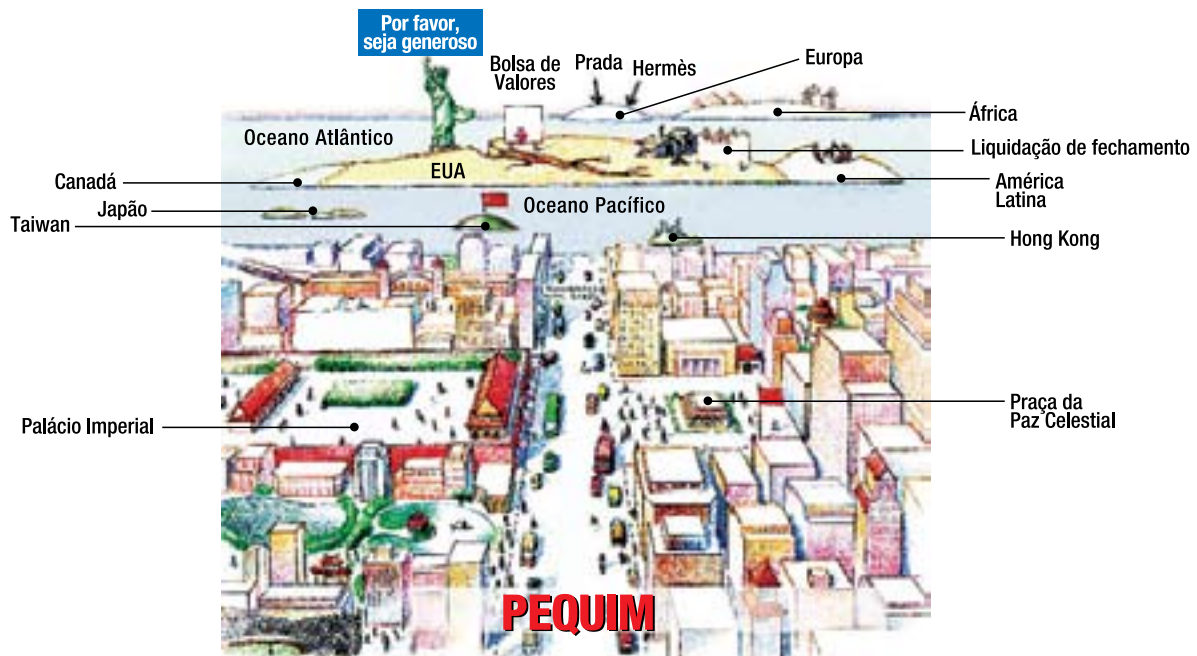 Por favor,
seja generoso
Bolsa de
Valores
Prada
Hermès
Europa
África
Oceano Atlântico
Liquidação de fechamento
EUA
Canadá
América
Latina
Japão
Oceano Pacífico
Taiwan
Hong Kong
Palácio Imperial
Praça da
Paz Celestial
PEQUIM